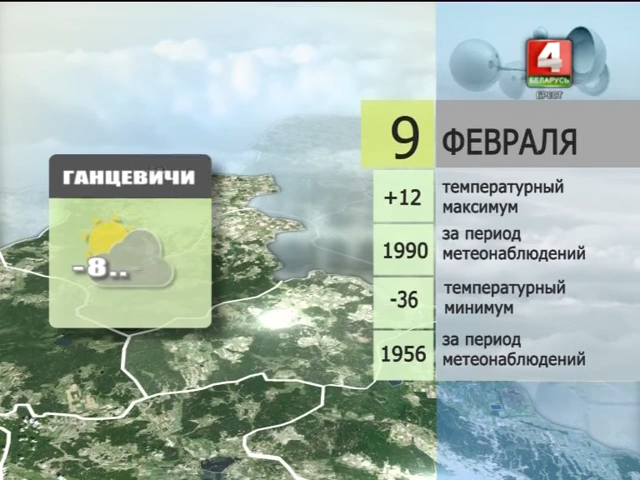 4
БЕЛАРУСЬ
БРЕСТ
9 ФЕВРАЛЯ
ГАНЦЕВИЧИ
-8..
+12 температурный
максимум
1990 за период
метеонаблюдений
-36 температурный
минимум
1956 за период
метеонаблюдений